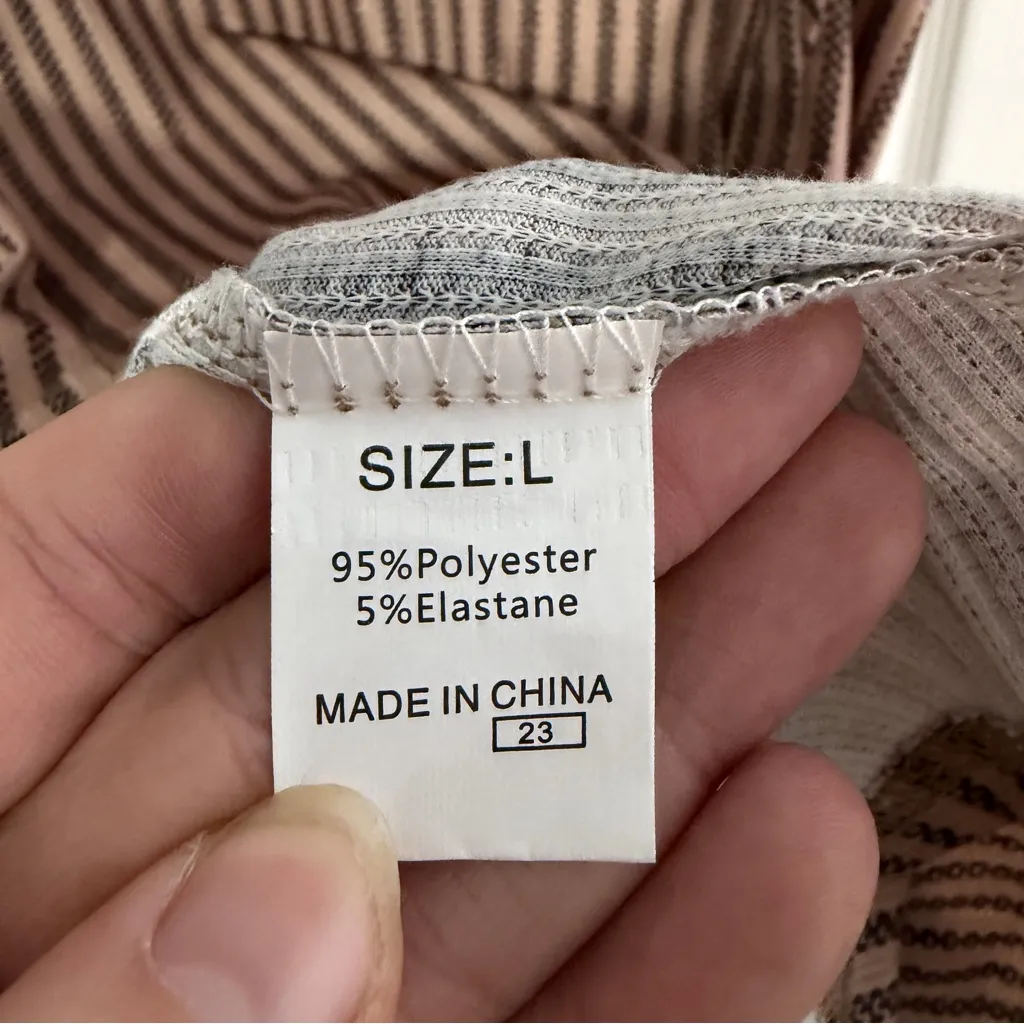 SIZE:L
95%Polyester
5%Elastane
MADE IN CHINA
23